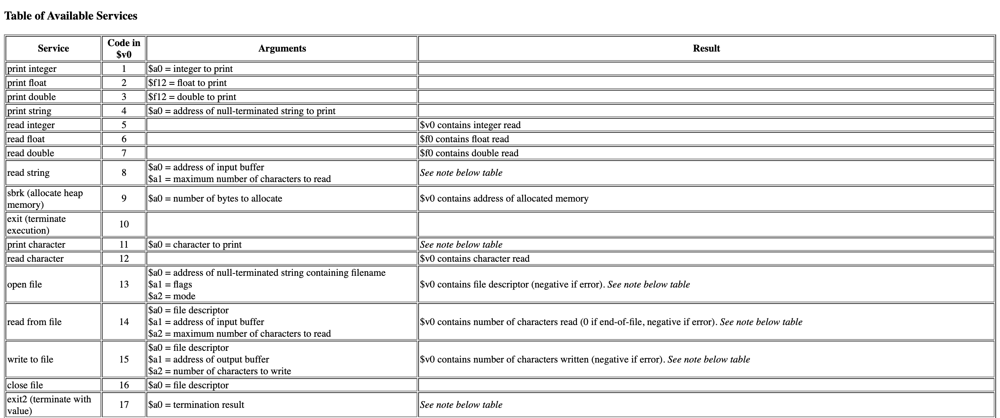 Table of Available Services
Service
Code in
$v0
Arguments
Result
print integer 1 $a0 = integer to print
print float 2 $f12 = float to print
print double 3 $f12 = double to print
print string 4 $a0 = address of null-terminated string to print
read integer 5 $v0 contains integer read
read float 6 $f0 contains float read
read double 7 $f0 contains double read
read string 8
$a0 = address of input buffer
$a1 = maximum number of characters to read
See note below table
sbrk (allocate heap
memory)
9 $a0 = number of bytes to allocate $v0 contains address of allocated memory
exit (terminate
execution)
10
print character 11 $a0 = character to print See note below table
read character 12 $v0 contains character read
open file 13
$a0 = address of null-terminated string containing filename
$a1 = flags
$a2 = mode
$v0 contains file descriptor (negative if error). See note below table
read from file 14
$a0 = file descriptor
$a1 = address of input buffer
$a2 = maximum number of characters to read
$v0 contains number of characters read (0 if end-of-file, negative if error). See note below table
write to file 15
$a0 = file descriptor
$a1 = address of output buffer
$a2 = number of characters to write
$v0 contains number of characters written (negative if error). See note below table
close file 16 $a0 = file descriptor
exit2 (terminate with
value)
17 $a0 = termination result See note below table